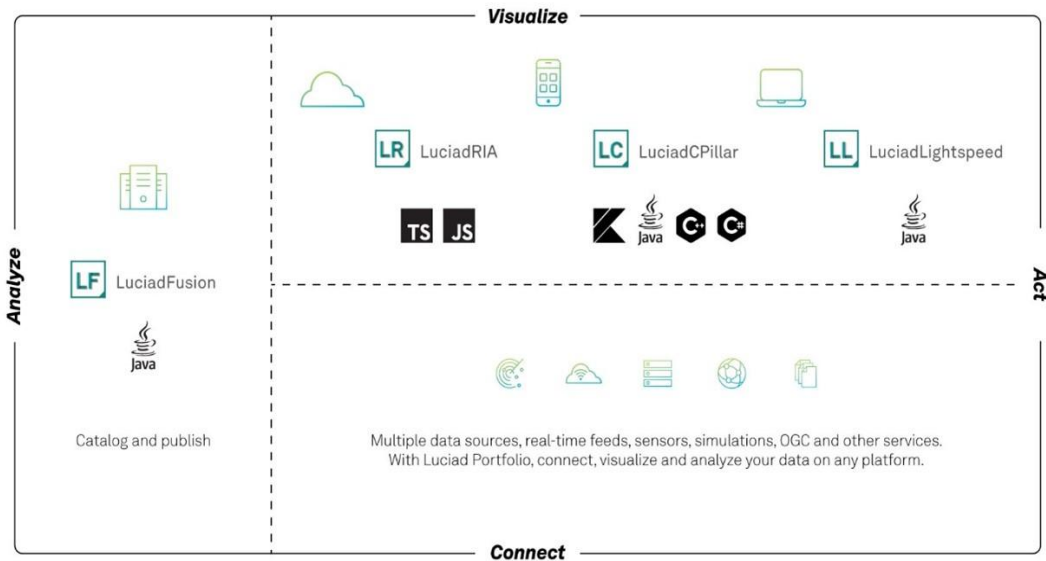 Visualize
LR LuciadRIA
LC LuciadCPillar
LL LuciadLightspeed
TS JS
Java C++ C#
Java
Analyze
LF LuciadFusion
Java
Catalog and publish
Act
Multiple data sources, real-time feeds, sensors, simulations, OGC and other services.
With Luciad Portfolio, connect, visualize and analyze your data on any platform.
Connect